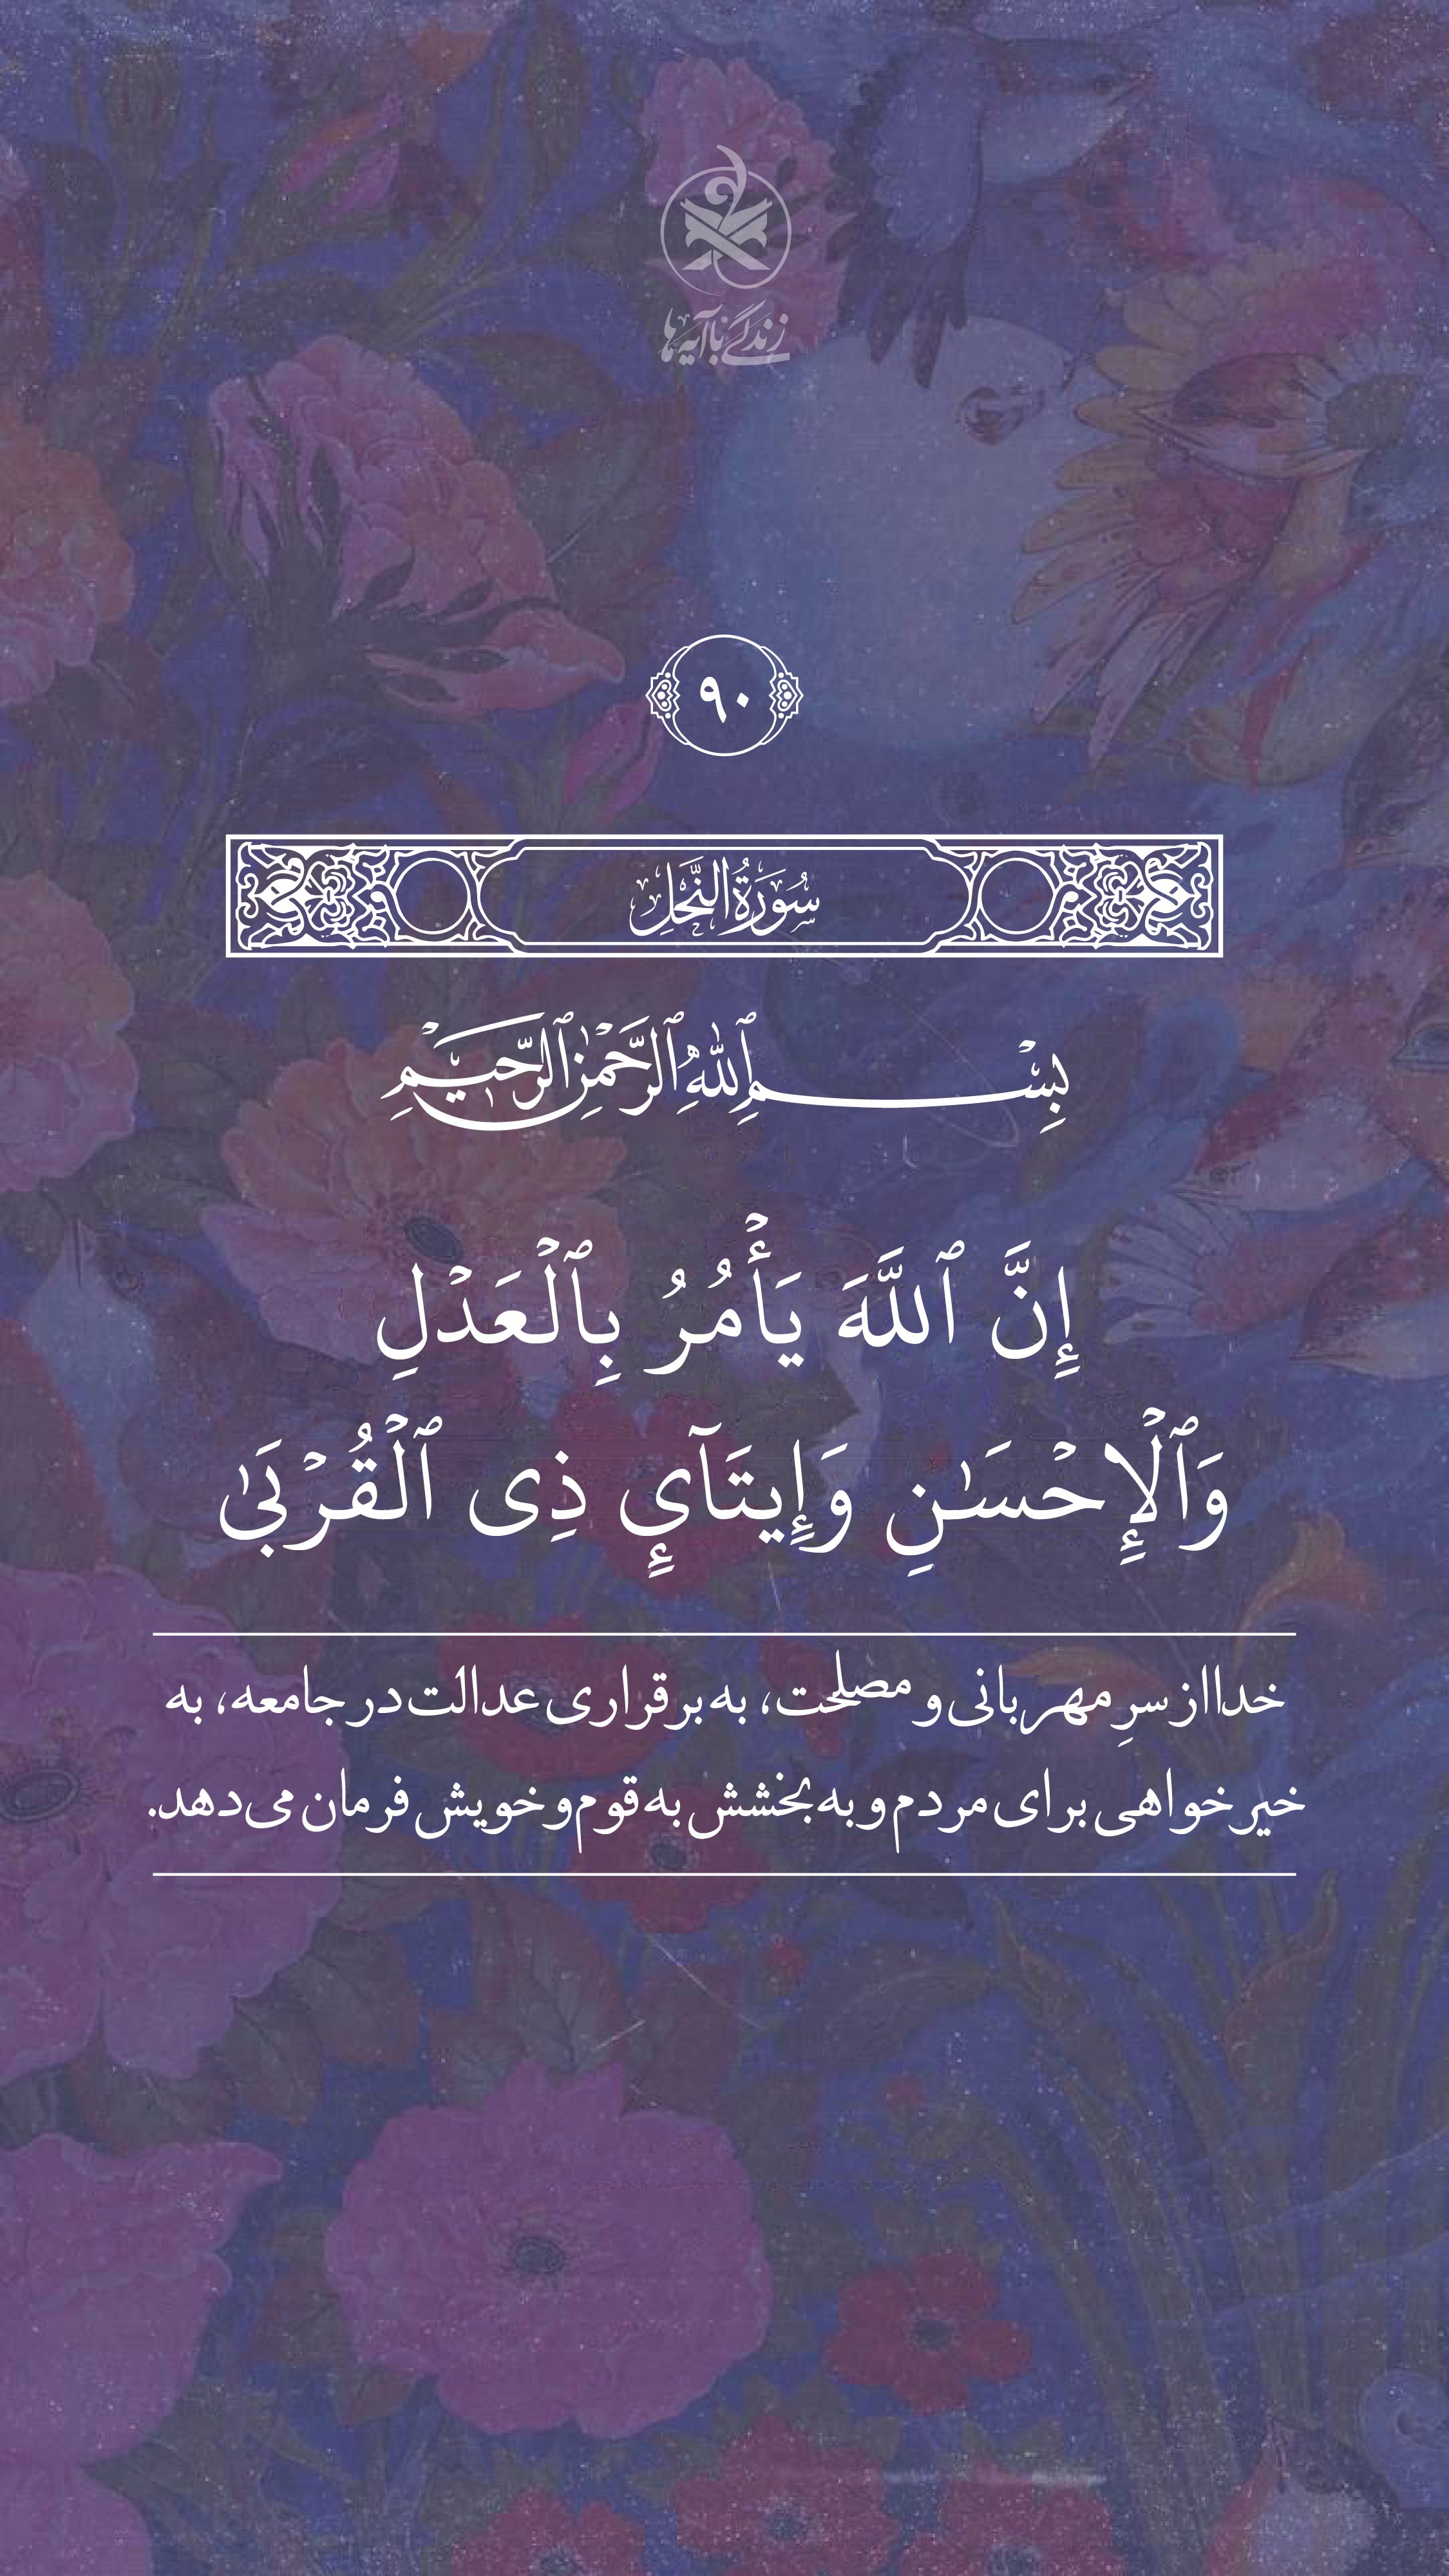 زندگی با آیه‌ها
۹۰
سُورَةُ النَّحْلِ
بِسْمِ ٱللَّهِ ٱلرَّحْمَٰنِ ٱلرَّحِيمِ
إِنَّ ٱللَّهَ يَأْمُرُ بِٱلْعَدْلِ
وَٱلْإِحْسَٰنِ وَإِيتَآيِٕ ذِى ٱلْقُرْبَىٰ
خدا از سرِ مهربانی و مصلحت، به برقراری عدالت در جامعه، به
خیرخواهی برای مردم و به بخشش به قوم‌وخویش فرمان می‌دهد.